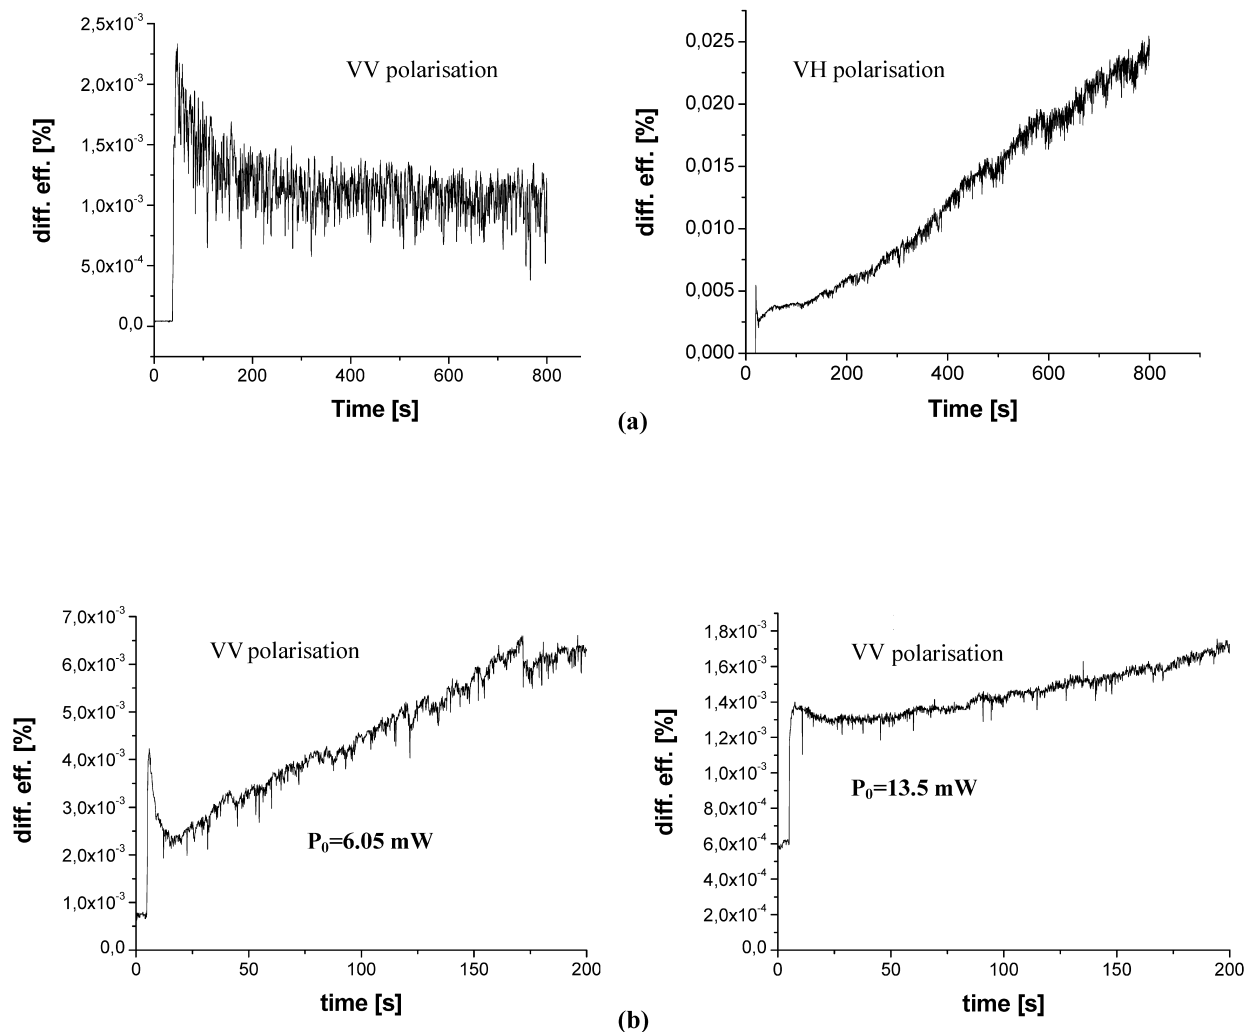 VV polarisation
diff. eff. [%]
2,5x10⁻³
2,0x10⁻³
1,5x10⁻³
1,0x10⁻³
5,0x10⁻⁴
0,0
0 200 400 600 800
Time [s]
VH polarisation
diff. eff. [%]
0,025
0,020
0,015
0,010
0,005
0,000
0 200 400 600 800
Time [s]
(a)
VV polarisation
diff. eff. [%]
7,0x10⁻³
6,0x10⁻³
5,0x10⁻³
4,0x10⁻³
3,0x10⁻³
2,0x10⁻³
1,0x10⁻³
0,0
P₀=6.05 mW
0 50 100 150 200
time [s]
VV polarisation
diff. eff. [%]
1,8x10⁻³
1,6x10⁻³
1,4x10⁻³
1,2x10⁻³
1,0x10⁻³
8,0x10⁻⁴
6,0x10⁻⁴
4,0x10⁻⁴
2,0x10⁻⁴
0,0
P₀=13.5 mW
0 50 100 150 200
time [s]
(b)